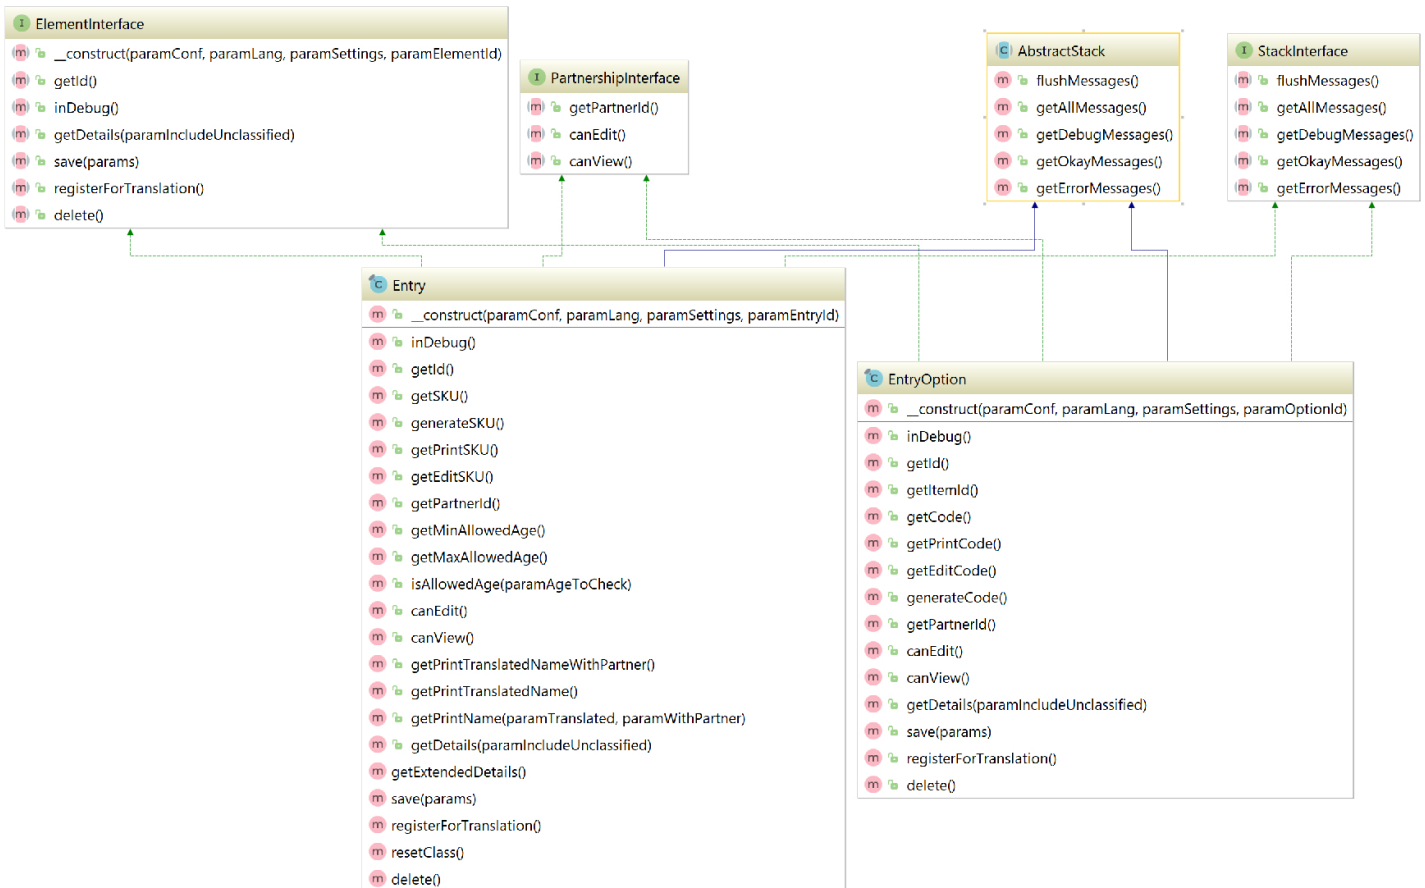 ElementInterface
__construct(paramConf, paramLang, paramSettings, paramElementId)
getId()
inDebug()
getDetails(paramIncludeUnclassified)
save(params)
registerForTranslation()
delete()
PartnershipInterface
getPartnerId()
canEdit()
canView()
AbstractStack
flushMessages()
getAllMessages()
getDebugMessages()
getOkayMessages()
getErrorMessages()
StackInterface
flushMessages()
getAllMessages()
getDebugMessages()
getOkayMessages()
getErrorMessages()
Entry
__construct(paramConf, paramLang, paramSettings, paramEntryId)
inDebug()
getId()
getSKU()
generateSKU()
getPrintSKU()
getEditSKU()
getPartnerId()
getMinAllowedAge()
getMaxAllowedAge()
isAllowedAge(paramAgeToCheck)
canEdit()
canView()
getPrintTranslatedNameWithPartner()
getPrintTranslatedName()
getPrintName(paramTranslated, paramWithPartner)
getDetails(paramIncludeUnclassified)
getExtendedDetails()
save(params)
registerForTranslation()
resetClass()
delete()
EntryOption
__construct(paramConf, paramLang, paramSettings, paramOptionId)
inDebug()
getId()
getItemId()
getCode()
getPrintCode()
getEditCode()
generateCode()
getPartnerId()
canEdit()
canView()
getDetails(paramIncludeUnclassified)
save(params)
registerForTranslation()
delete()